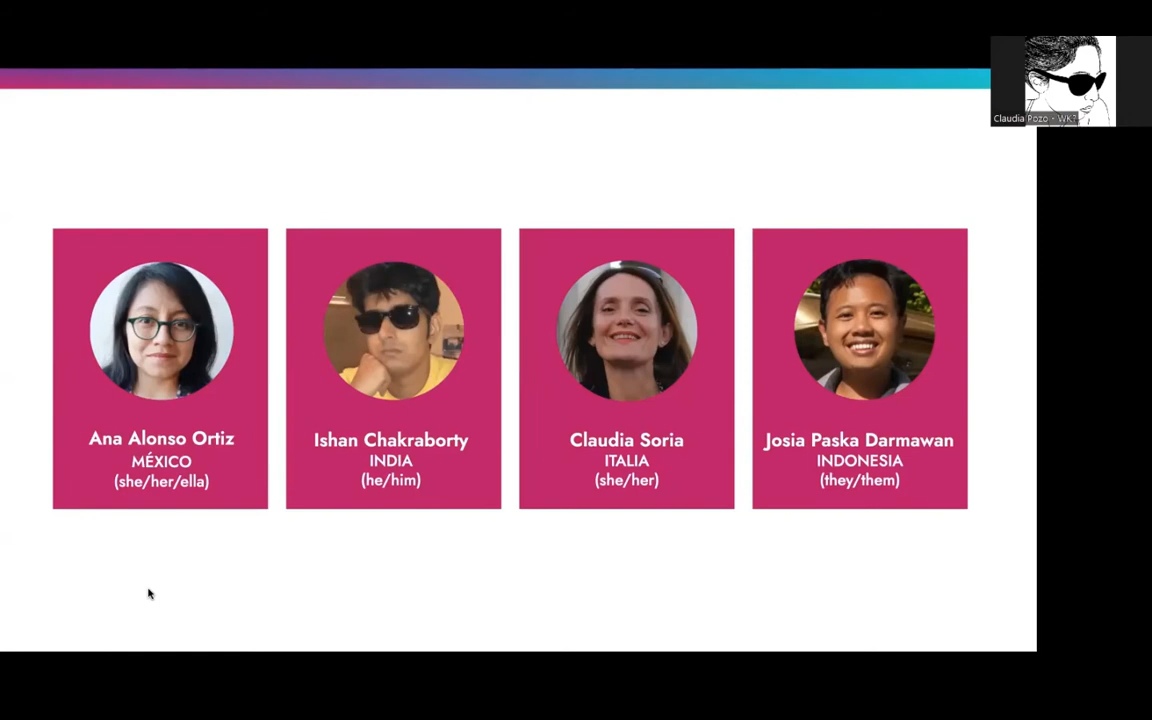 Claudia Pozo - WK?
Ana Alonso Ortiz
MÉXICO
(she/her/ella)
Ishan Chakraborty
INDIA
(he/him)
Claudia Soria
ITALIA
(she/her)
Josia Paska Darmawan
INDONESIA
(they/them)